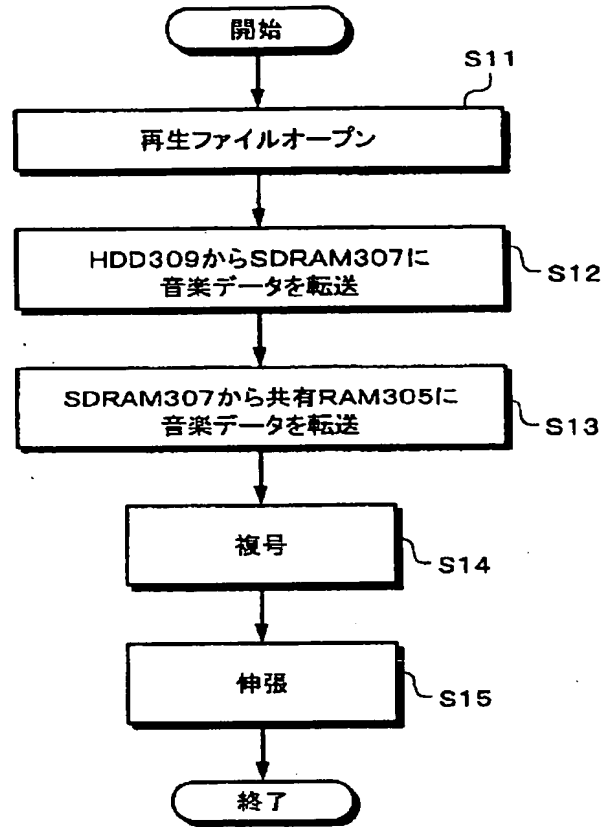 開始
S11
再生ファイルオープン
HDD309からSDRAM307に
音楽データを転送
S12
SDRAM307から共有RAM305に
音楽データを転送
S13
複号
S14
伸張
S15
終了